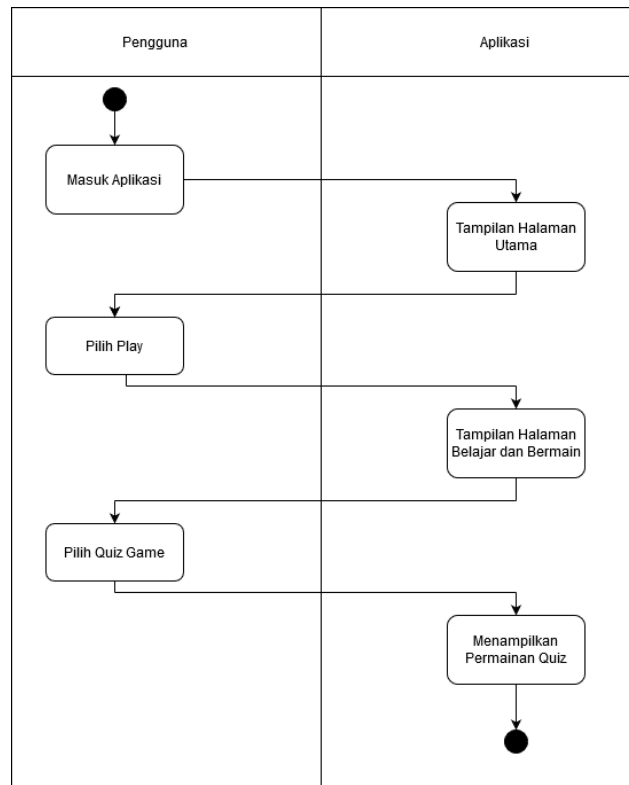 Pengguna
Aplikasi
Masuk Aplikasi
Tampilan Halaman
Utama
Pilih Play
Tampilan Halaman
Belajar dan Bermain
Pilih Quiz Game
Menampilkan
Permainan Quiz